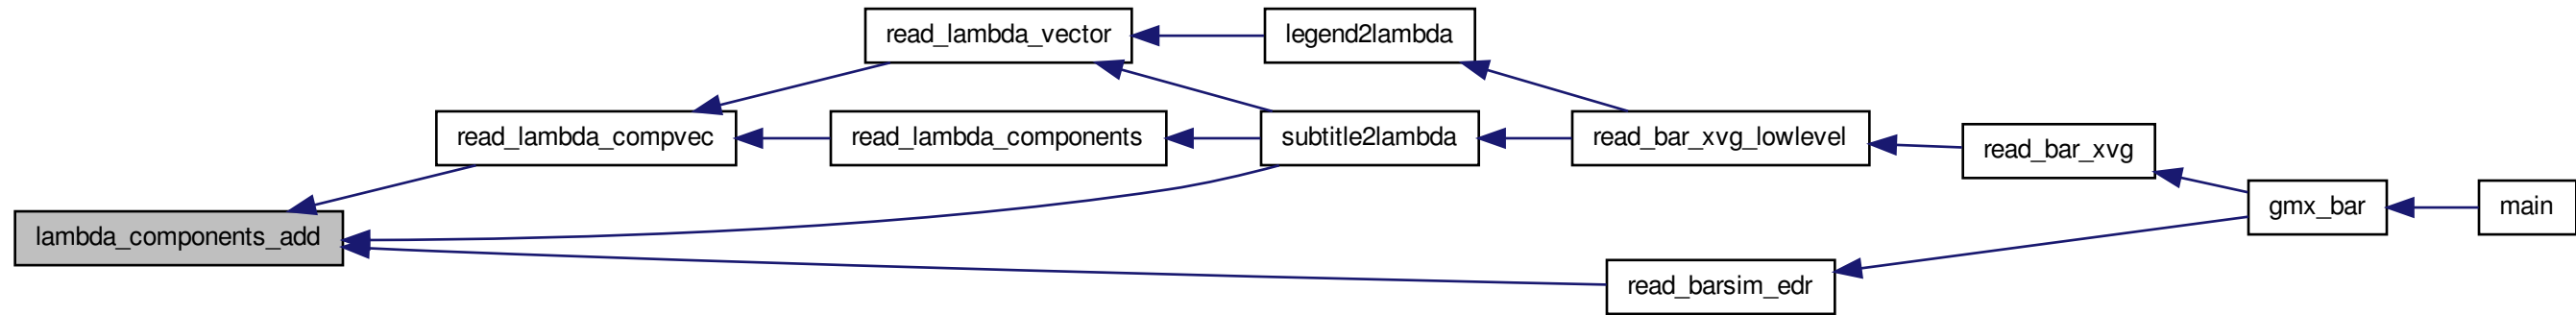 read_lambda_vector
legend2lambda
read_lambda_compvec
read_lambda_components
subtitle2lambda
read_bar_xvg_lowlevel
read_bar_xvg
gmx_bar
main
lambda_components_add
read_barsim_edr